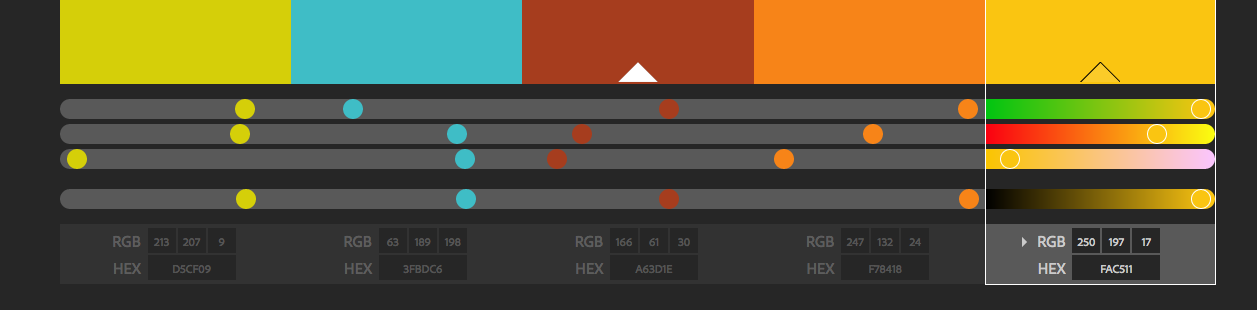 RGB 213 207 9 RGB 63 189 198 RGB 166 61 30 RGB 247 132 24 RGB 250 197 17
HEX D5CF09 HEX 3FBDC6 HEX A63D1E HEX F78418 HEX FAC511